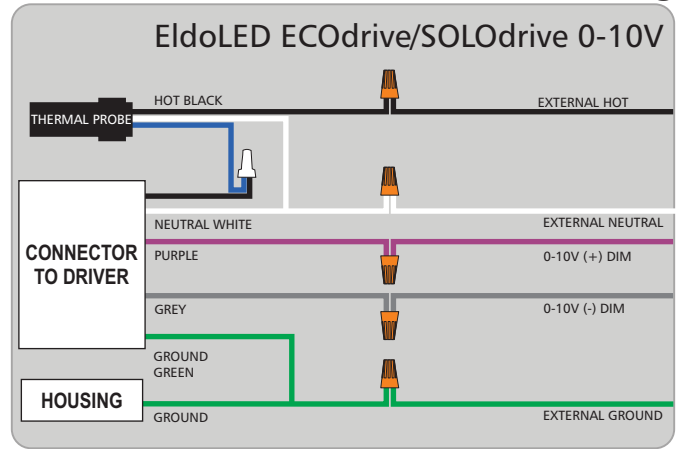 EldoLED ECOdrive/SOLOdrive 0-10V
HOT BLACK
EXTERNAL HOT
THERMAL PROBE
NEUTRAL WHITE
EXTERNAL NEUTRAL
CONNECTOR
TO DRIVER
PURPLE
0-10V (+) DIM
GREY
0-10V (-) DIM
GROUND
GREEN
HOUSING
GROUND
EXTERNAL GROUND